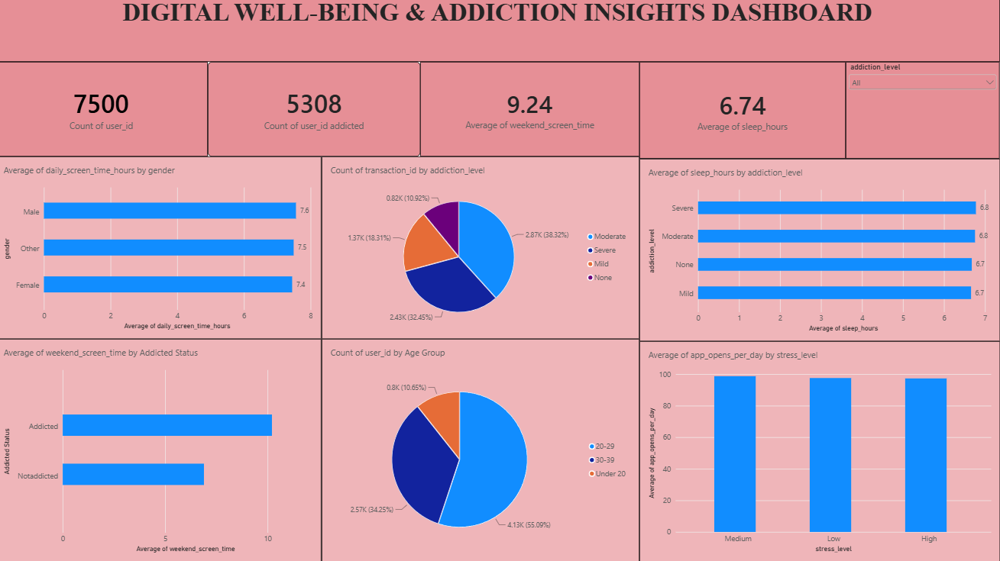 DIGITAL WELL-BEING & ADDICTION INSIGHTS DASHBOARD
7500
Count of user_id
5308
Count of user_id addicted
9.24
Average of weekend_screen_time
6.74
Average of sleep_hours
addiction_level
All
Average of daily_screen_time_hours by gender
gender
Male
7.6
Other
7.5
Female
7.4
0 2 4 6 8
Average of daily_screen_time_hours
Count of transaction_id by addiction_level
0.82K (10.92%)
1.37K (18.31%)
2.87K (38.32%)
2.43K (32.45%)
Moderate
Severe
Mild
None
Average of sleep_hours by addiction_level
addiction_level
Severe
6.8
Moderate
6.8
None
6.7
Mild
6.7
0 1 2 3 4 5 6 7
Average of sleep_hours
Average of weekend_screen_time by Addicted Status
Addicted Status
Addicted
Notaddicted
0 5 10
Average of weekend_screen_time
Count of user_id by Age Group
0.8K (10.65%)
2.57K (34.25%)
4.13K (55.09%)
20-29
30-39
Under 20
Average of app_opens_per_day by stress_level
Average of app_opens_per_day
100
80
60
40
20
0
Medium Low High
stress_level